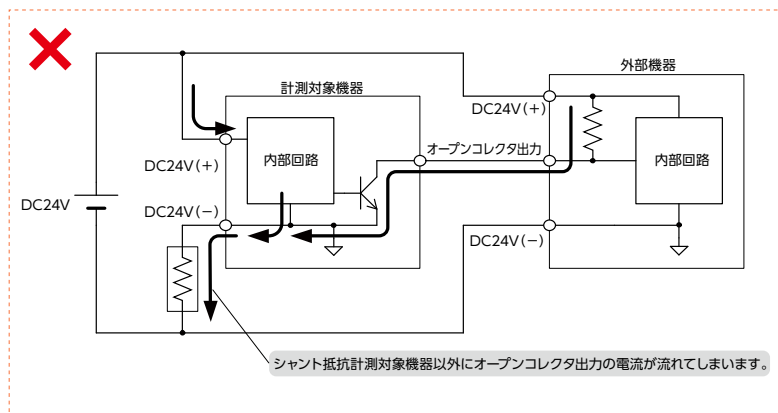 外部機器
計測対象機器
DC24V(+)
オープンコレクタ出力
内部回路
内部回路
DC24V(+)
DC24V
DC24V(−)
DC24V(−)
シャント抵抗計測対象機器以外にオープンコレクタ出力の電流が流れてしまいます。